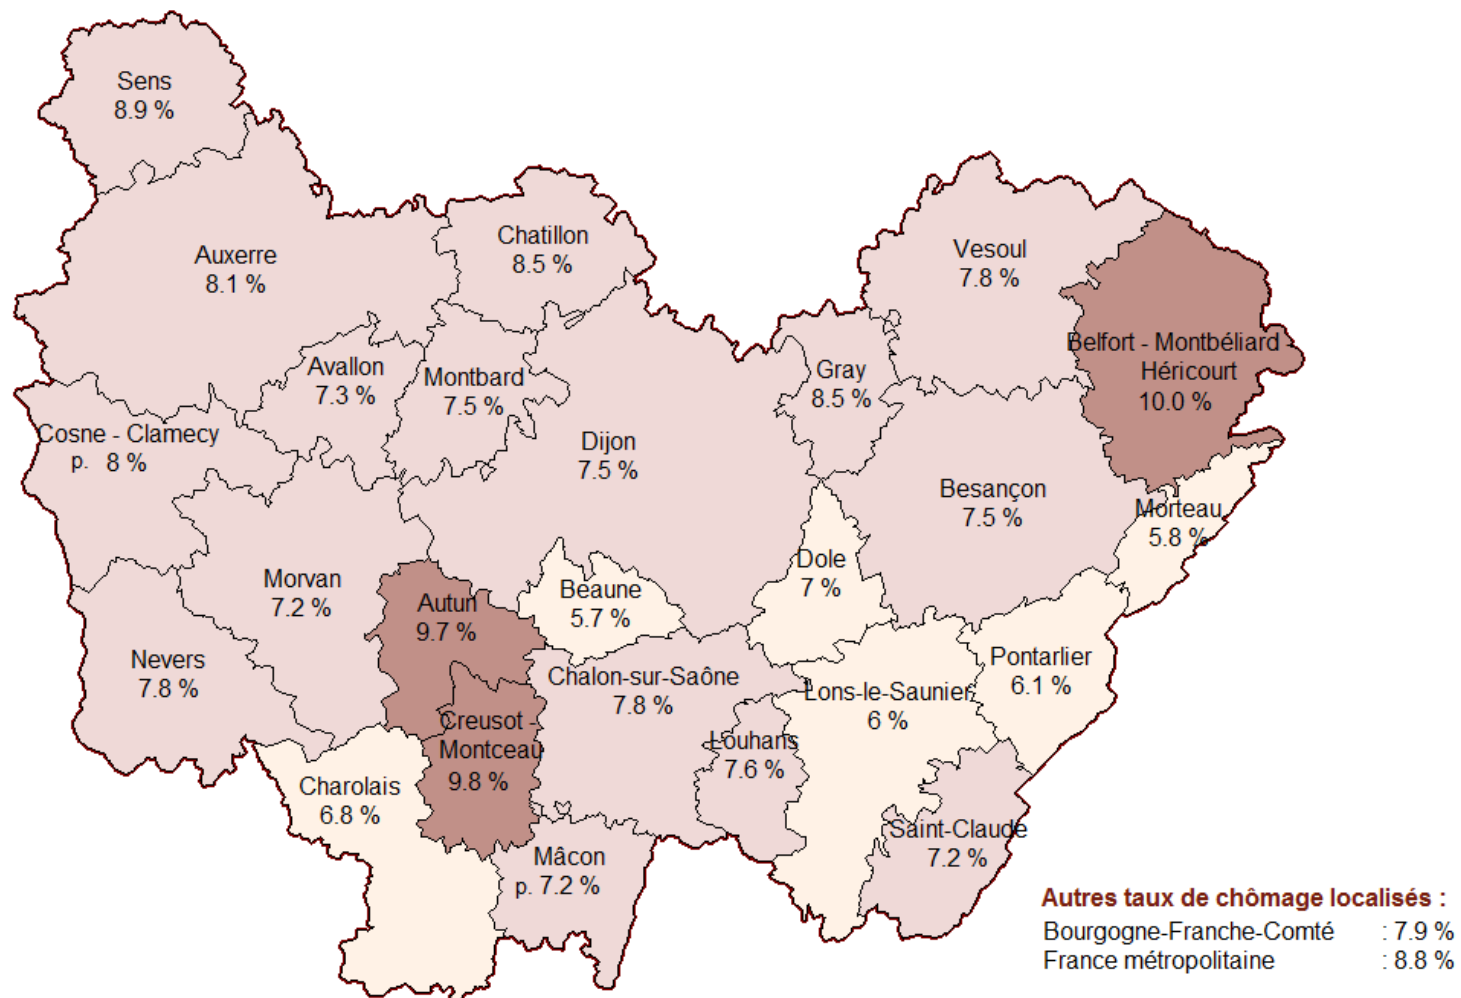 Sens
8.9 %
Auxerre
8.1 %
Chatillon
8.5 %
Vesoul
7.8 %
Belfort - Montbéliard -
Héricourt
10.0 %
Avallon
7.3 %
Montbard
7.5 %
Gray
8.5 %
Cosne - Clamecy
p. 8 %
Dijon
7.5 %
Besançon
7.5 %
Morteau
5.8 %
Morvan
7.2 %
Autun
9.7 %
Beaune
5.7 %
Dole
7 %
Nevers
7.8 %
Chalon-sur-Saône
7.8 %
Lons-le-Saunier
6 %
Pontarlier
6.1 %
Creusot -
Montceau
9.8 %
Louhans
7.6 %
Charolais
6.8 %
Saint-Claude
7.2 %
Mâcon
p. 7.2 %
Autres taux de chômage localisés :
Bourgogne-Franche-Comté : 7.9 %
France métropolitaine : 8.8 %